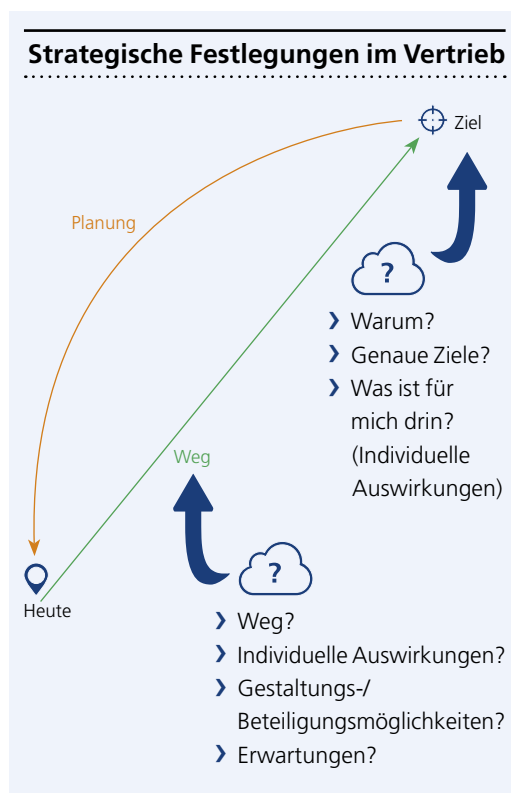 Strategische Festlegungen im Vertrieb
Ziel
Planung
?
❯ Warum?
❯ Genaue Ziele?
❯ Was ist für
mich drin?
(Individuelle
Auswirkungen)
Weg
?
Heute
❯ Weg?
❯ Individuelle Auswirkungen?
❯ Gestaltungs-/
Beteiligungsmöglichkeiten?
❯ Erwartungen?